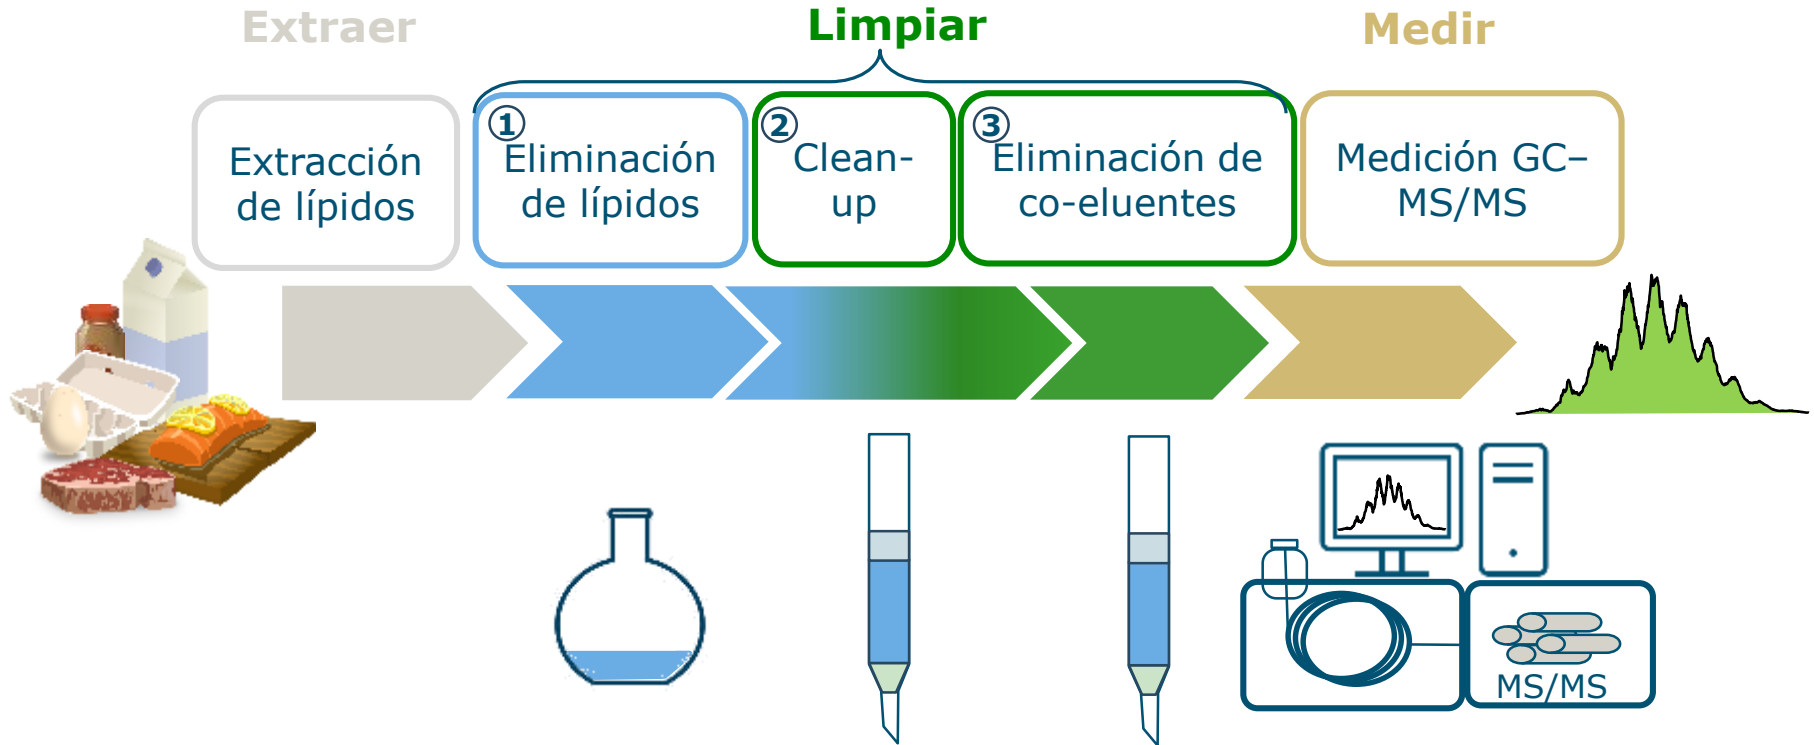 Extraer
Limpiar
Medir
Extracción
de lípidos
①
Eliminación
de lípidos
②
Clean-
up
③
Eliminación de
co-eluentes
Medición GC–
MS/MS
MS/MS